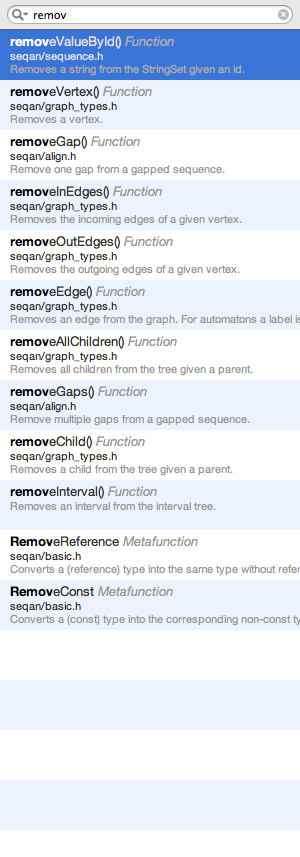 remov
removeValueById() Function
seqan/sequence.h
Removes a string from the StringSet given an id.
removeVertex() Function
seqan/graph_types.h
Removes a vertex.
removeGap() Function
seqan/align.h
Remove one gap from a gapped sequence.
removeInEdges() Function
seqan/graph_types.h
Removes the incoming edges of a given vertex.
removeOutEdges() Function
seqan/graph_types.h
Removes the outgoing edges of a given vertex.
removeEdge() Function
seqan/graph_types.h
Removes an edge from the graph. For automatons a label is
removeAllChildren() Function
seqan/graph_types.h
Removes all children from the tree given a parent.
removeGaps() Function
seqan/align.h
Remove multiple gaps from a gapped sequence.
removeChild() Function
seqan/graph_types.h
Removes a child from the tree given a parent.
removeInterval() Function
Removes an interval from the interval tree.
RemoveReference Metafunction
seqan/basic.h
Converts a (reference) type into the same type without refer
RemoveConst Metafunction
seqan/basic.h
Converts a (const) type into the corresponding non-const ty